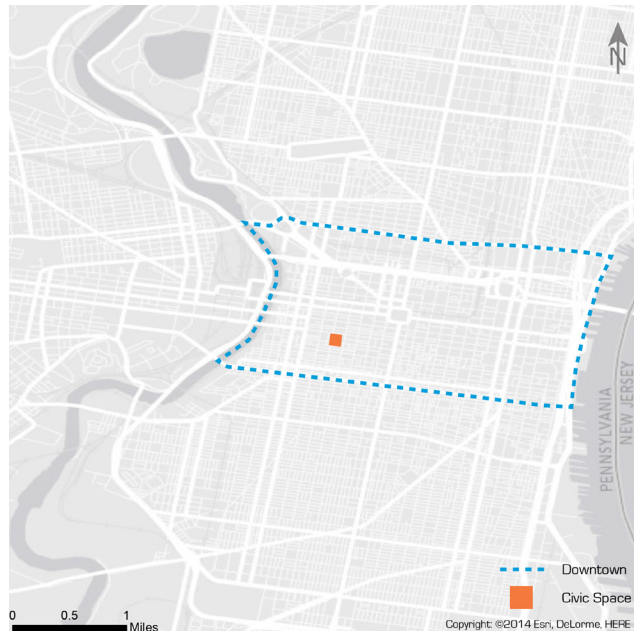 N
PENNSYLVANIA
NEW JERSEY
Downtown
Civic Space
0 0.5 1
Miles
Copyright: ©2014 Esri, DeLorme, HERE